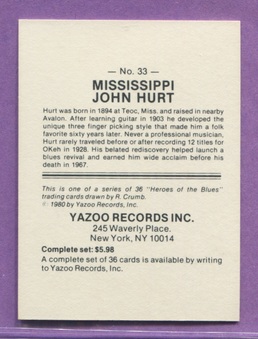 — No. 33 —
MISSISSIPPI
JOHN HURT
Hurt was born in 1894 at Teoc, Miss. and raised in nearby
Avalon. After learning guitar in 1903 he developed the
unique three finger picking style that made him a folk
favorite sixty years later. Never a professional musician,
Hurt rarely traveled before or after recording 12 titles for
OKeh in 1928. His belated rediscovery helped launch a
blues revival and earned him wide acclaim before his
death in 1967.
This is one of a series of 36 "Heroes of the Blues"
trading cards drawn by R. Crumb.
© 1980 by Yazoo Records, Inc.
YAZOO RECORDS INC.
245 Waverly Place.
New York, NY 10014
Complete set: $5.98
A complete set of 36 cards is available by writing
to Yazoo Records, Inc.